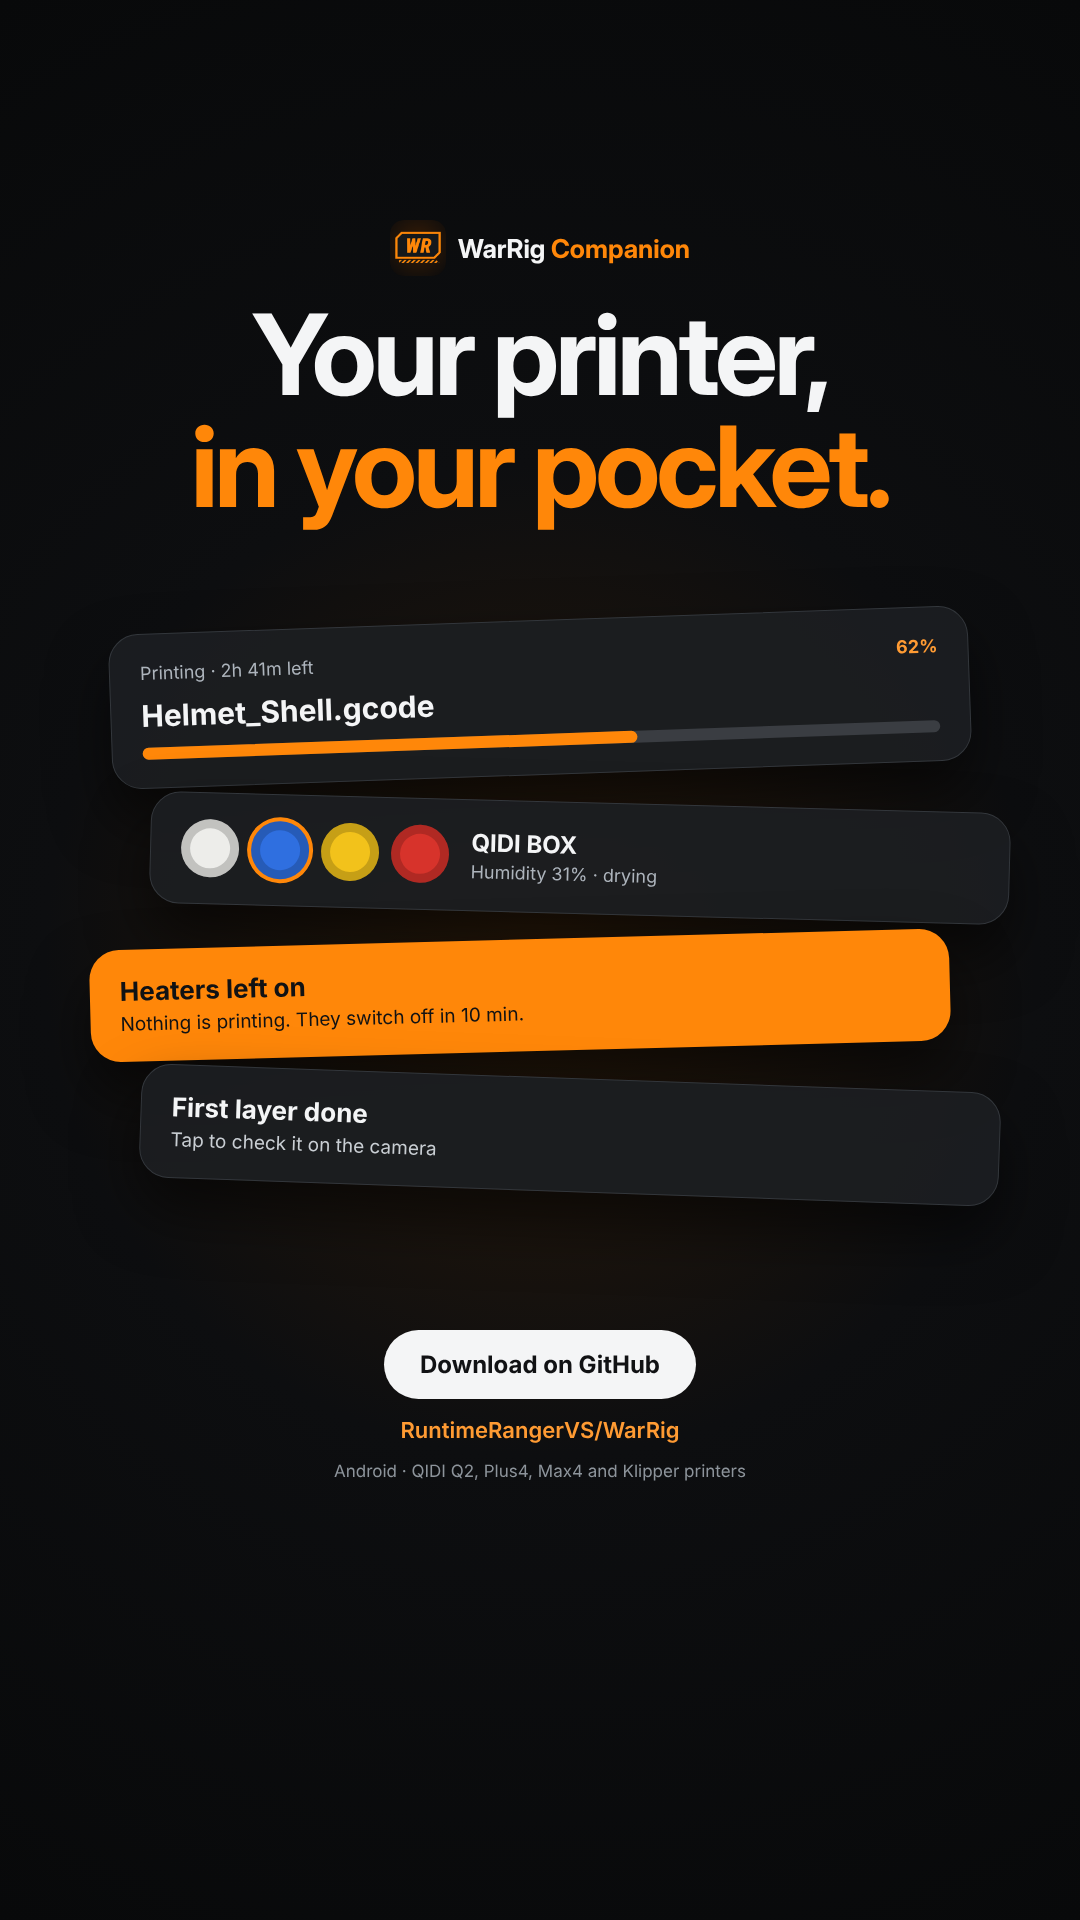 WR
WarRig Companion
Your printer,
in your pocket.
Printing · 2h 41m left
62%
Helmet_Shell.gcode
QIDI BOX
Humidity 31% · drying
Heaters left on
Nothing is printing. They switch off in 10 min.
First layer done
Tap to check it on the camera
Download on GitHub
RuntimeRangerVS/WarRig
Android · QIDI Q2, Plus4, Max4 and Klipper printers